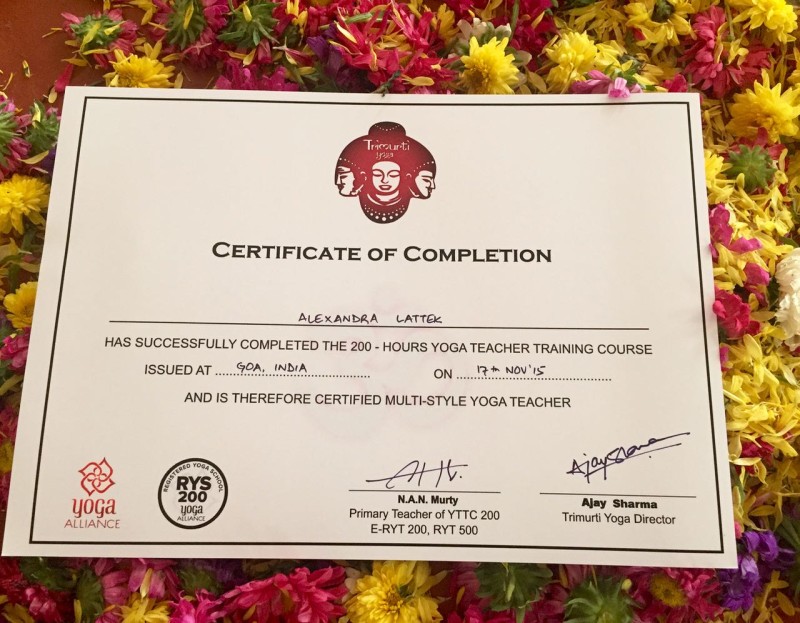 Trimurti
yoga
CERTIFICATE OF COMPLETION
ALEXANDRA LATTEK
HAS SUCCESSFULLY COMPLETED THE 200 - HOURS YOGA TEACHER TRAINING COURSE
ISSUED AT GOA, INDIA ON 17th NOV'15
AND IS THEREFORE CERTIFIED MULTI-STYLE YOGA TEACHER
yoga
ALLIANCE
REGISTERED YOGA SCHOOL
RYS
200
yoga
ALLIANCE
N.A.N. Murty
Primary Teacher of YTTC 200
E-RYT 200, RYT 500
Ajay Sharma
Ajay Sharma
Trimurti Yoga Director